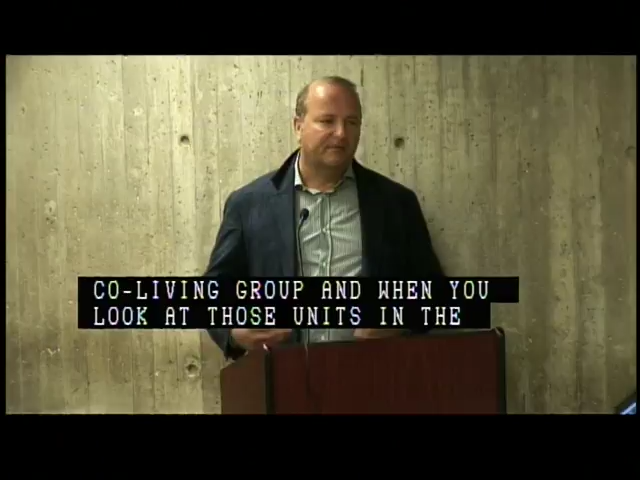 CO-LIVING GROUP AND WHEN YOU
LOOK AT THOSE UNITS IN THE